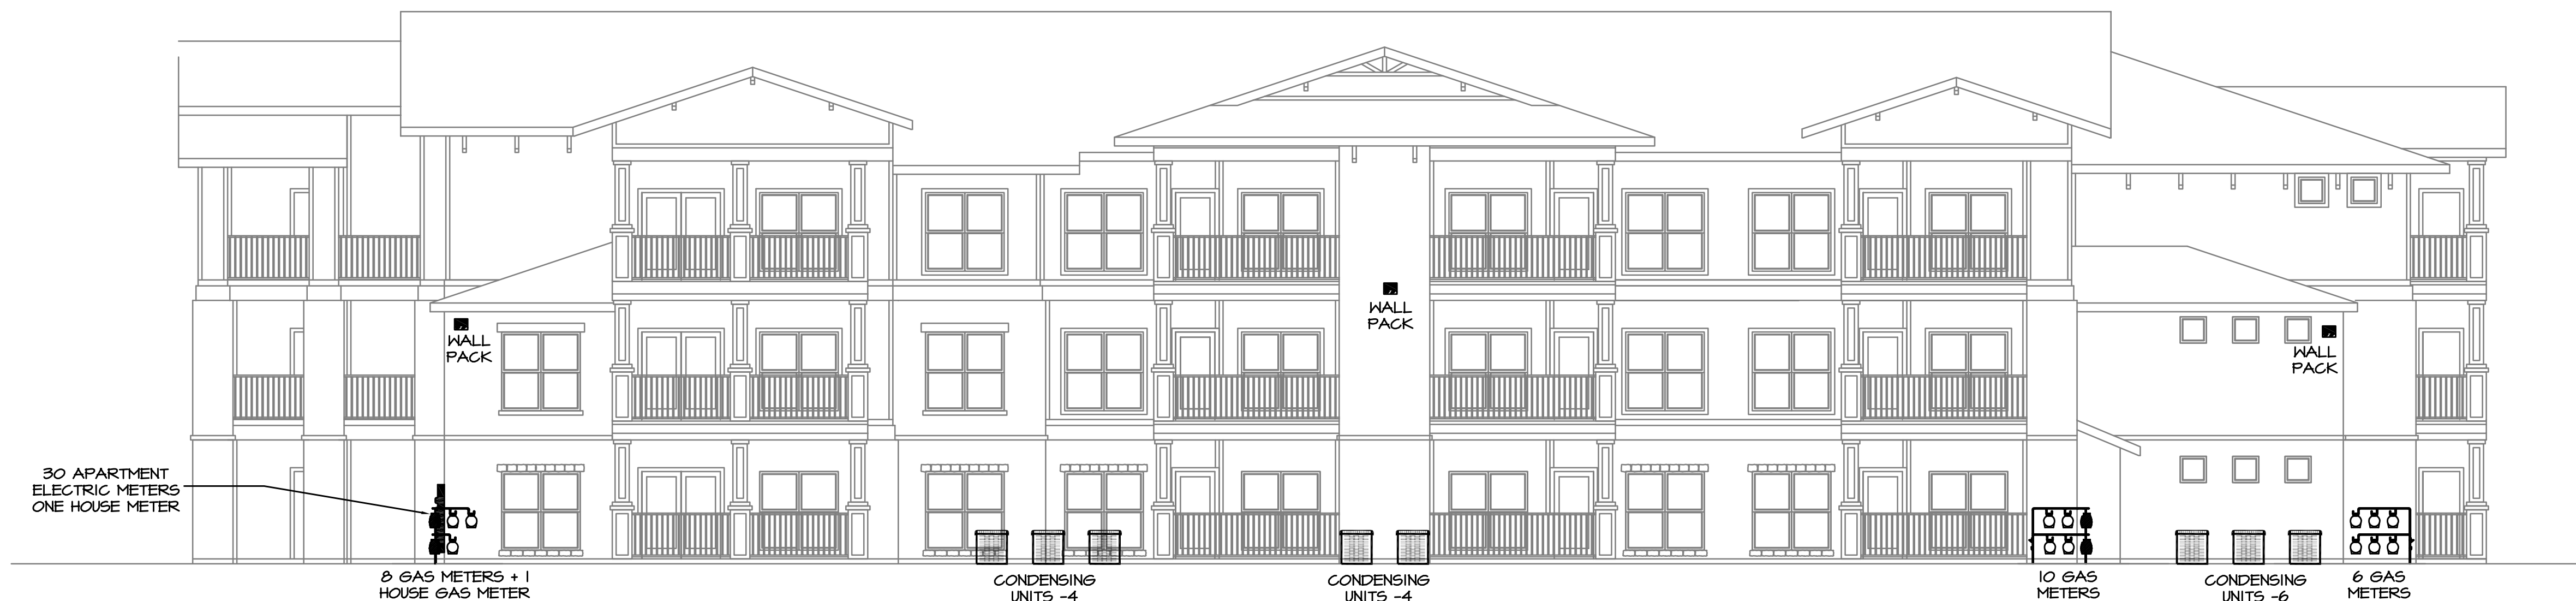 WALL
PACK
WALL
PACK
WALL
PACK
30 APARTMENT
ELECTRIC METERS
ONE HOUSE METER
8 GAS METERS + 1
HOUSE GAS METER
CONDENSING
UNITS -4
CONDENSING
UNITS -4
10 GAS
METERS
CONDENSING
UNITS -6
6 GAS
METERS